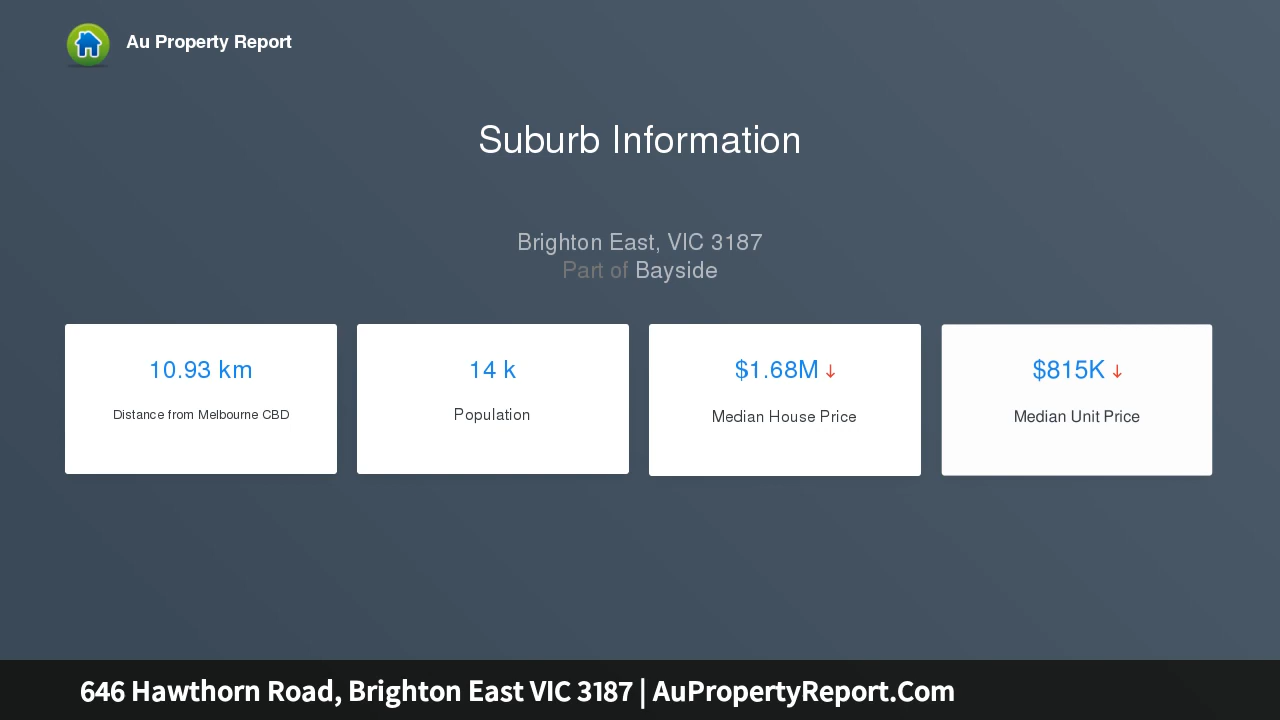 Au Property Report
Suburb Information
Brighton East, VIC 3187
Part of Bayside
10.93 km
Distance from Melbourne CBD
14 k
Population
$1.68M ↓
Median House Price
$815K ↓
Median Unit Price
646 Hawthorn Road, Brighton East VIC 3187 | AuPropertyReport.Com